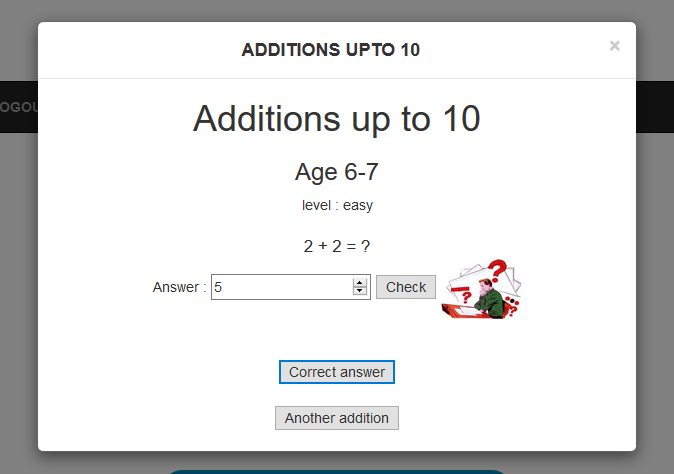 ADDITIONS UPTO 10
×
OGOU
Additions up to 10
Age 6-7
level : easy
2 + 2 = ?
Answer : 5 Check
? ? ?
Correct answer
Another addition